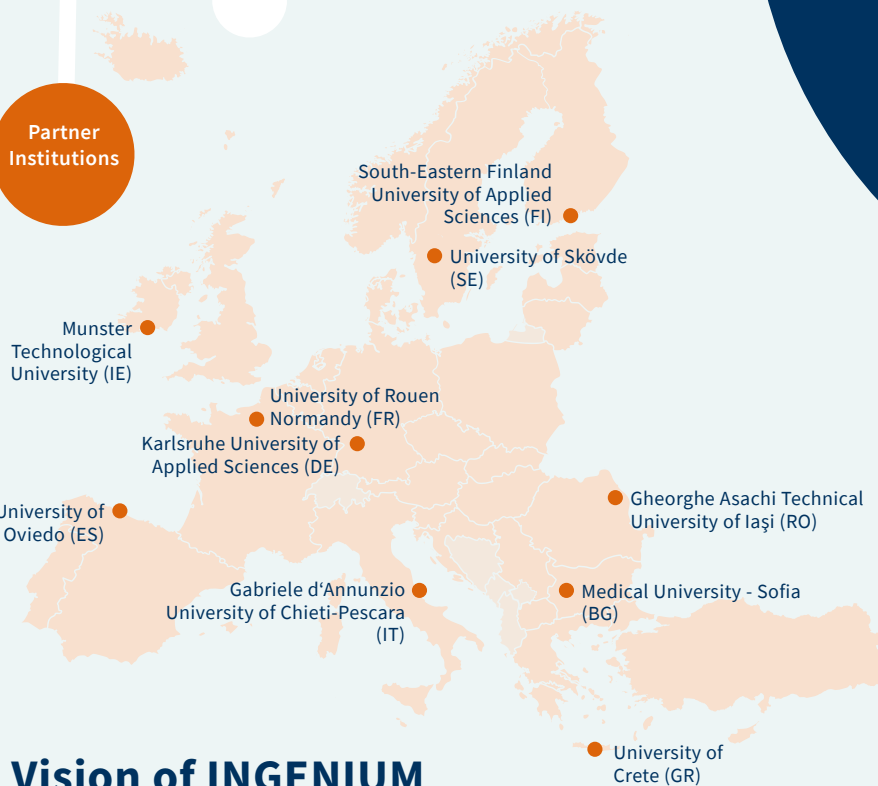 Partner
Institutions
South-Eastern Finland
University of Applied
Sciences (FI)
University of Skövde
(SE)
Munster
Technological
University (IE)
University of Rouen
Normandy (FR)
Karlsruhe University of
Applied Sciences (DE)
University of
Oviedo (ES)
Gheorghe Asachi Technical
University of Iaşi (RO)
Gabriele d‘Annunzio
University of Chieti-Pescara
(IT)
Medical University - Sofia
(BG)
University of
Crete (GR)
Vision of INGENIUM